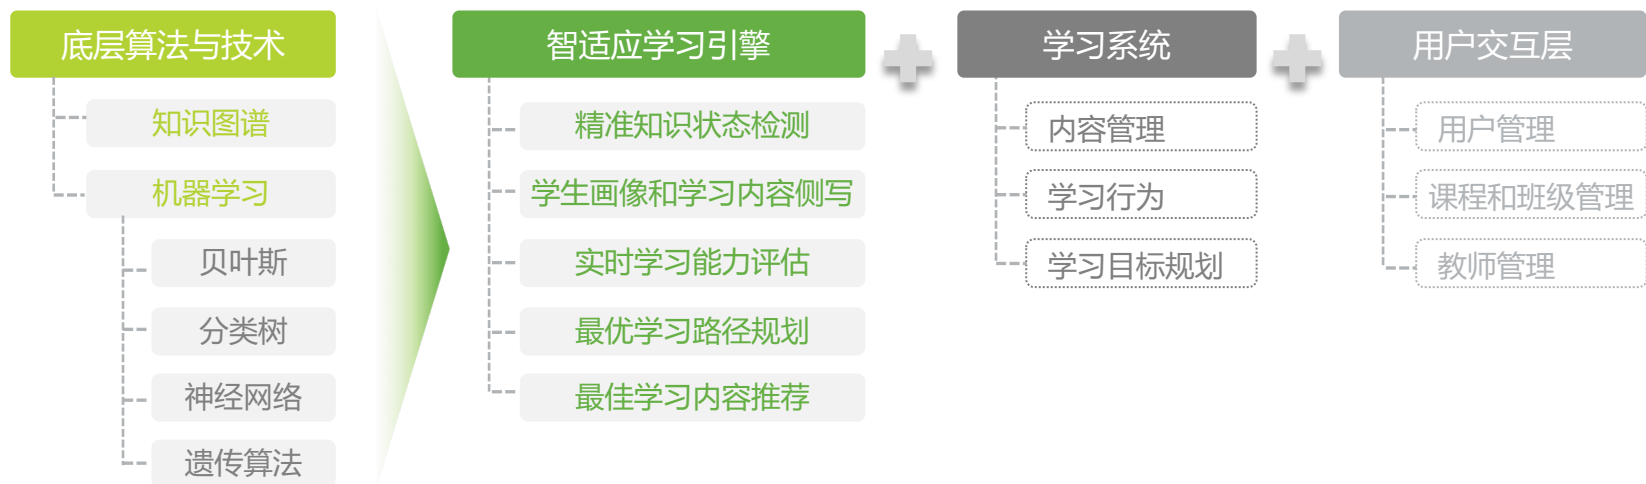 底层算法与技术
知识图谱
机器学习
贝叶斯
分类树
神经网络
遗传算法
智适应学习引擎
精准知识状态检测
学生画像和学习内容侧写
实时学习能力评估
最优学习路径规划
最佳学习内容推荐
学习系统
内容管理
学习行为
学习目标规划
用户交互层
用户管理
课程和班级管理
教师管理